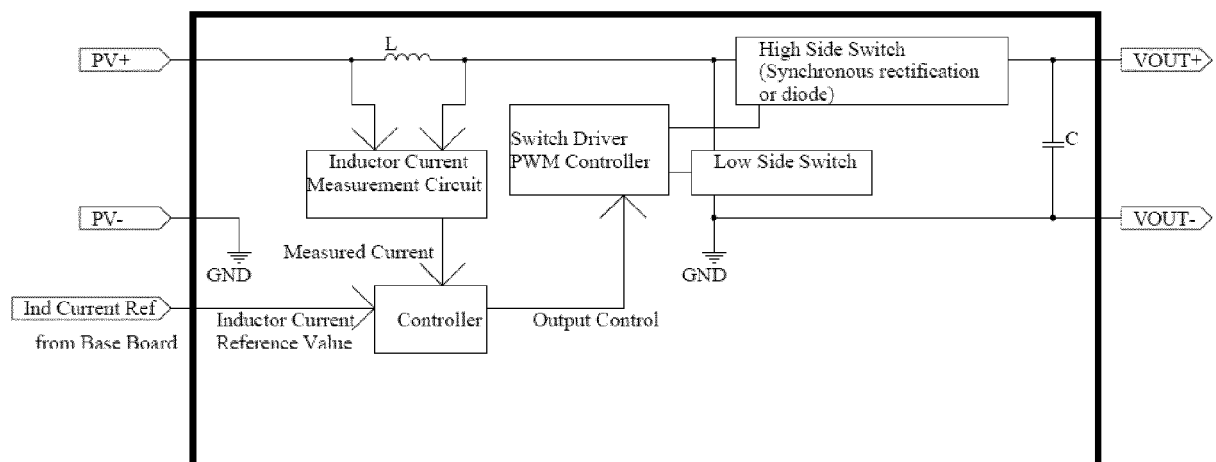 L
PV+
High Side Switch
(Synchronous rectification
or diode)
VOUT+
Switch Driver
PWM Controller
C
Inductor Current
Measurement Circuit
Low Side Switch
PV-
VOUT-
GND
Measured Current
GND
Ind Current Ref
Inductor Current
Reference Value
Controller
Output Control
from Base Board